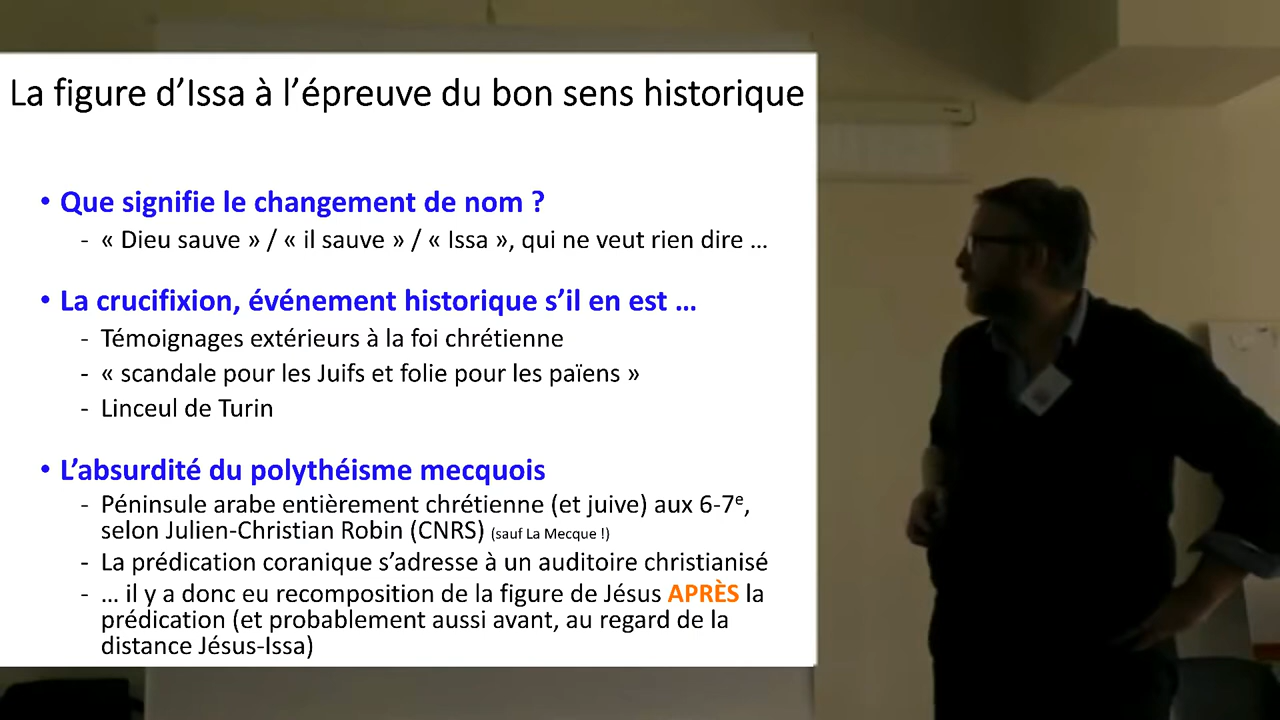 La figure d’Issa à l’épreuve du bon sens historique
• Que signifie le changement de nom ?
- « Dieu sauve » / « il sauve » / « Issa », qui ne veut rien dire …
• La crucifixion, événement historique s’il en est …
- Témoignages extérieurs à la foi chrétienne
- « scandale pour les Juifs et folie pour les païens »
- Linceul de Turin
• L’absurdité du polythéisme mecquois
- Péninsule arabe entièrement chrétienne (et juive) aux 6-7e,
selon Julien-Christian Robin (CNRS) (sauf La Mecque !)
- La prédication coranique s’adresse à un auditoire christianisé
- … il y a donc eu recomposition de la figure de Jésus APRÈS la
prédication (et probablement aussi avant, au regard de la
distance Jésus-Issa)